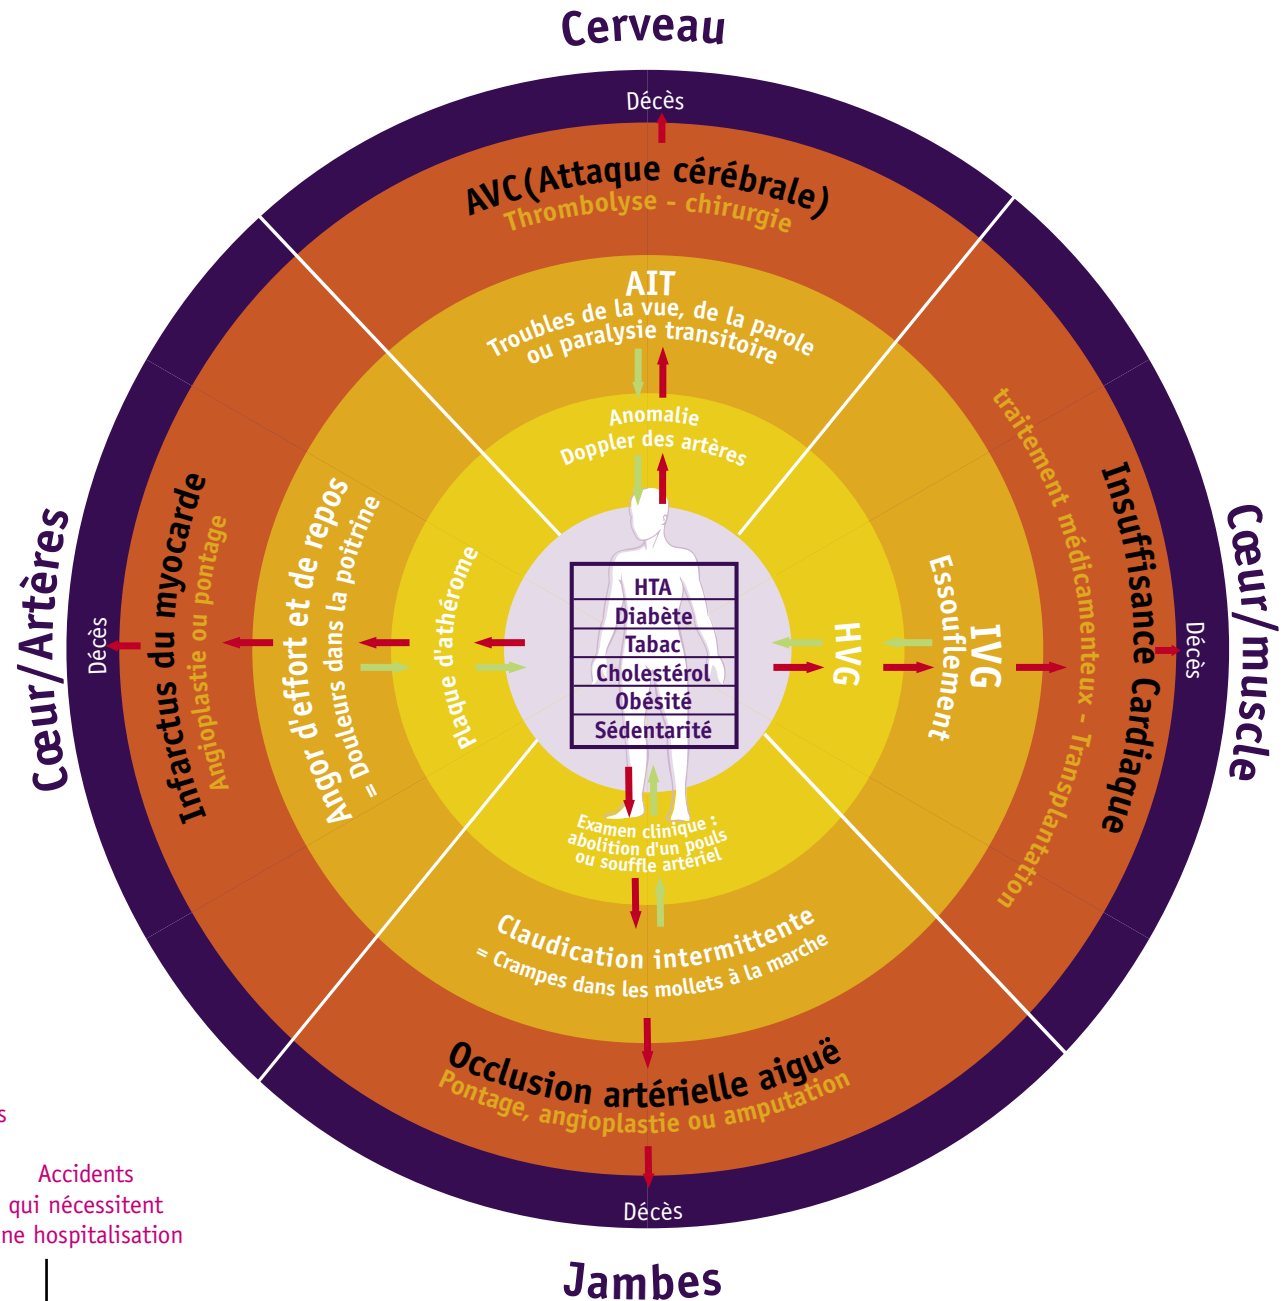 Cerveau
Décès
AVC (Attaque cérébrale)
Thrombolyse - chirurgie
AIT
Troubles de la vue, de la parole
ou paralysie transitoire
Anomalie
Doppler des artères
Cœur/Artères
Décès
Infarctus du myocarde
Angioplastie ou pontage
Angor d'effort et de repos
= Douleurs dans la poitrine
Plaque d'athérome
HTA
Diabète
Tabac
Cholestérol
Obésité
Sédentarité
HVG
Essouflement
IVG
traitement médicamenteux - Transplantation
Insuffisance Cardiaque
Décès
Cœur/muscle
Examen clinique :
abolition d'un pouls
ou souffle artériel
Claudication intermittente
= Crampes dans les mollets à la marche
Occlusion artérielle aiguë
Pontage, angioplastie ou amputation
Décès
Jambes
s
Accidents
qui nécessitent
ne hospitalisation